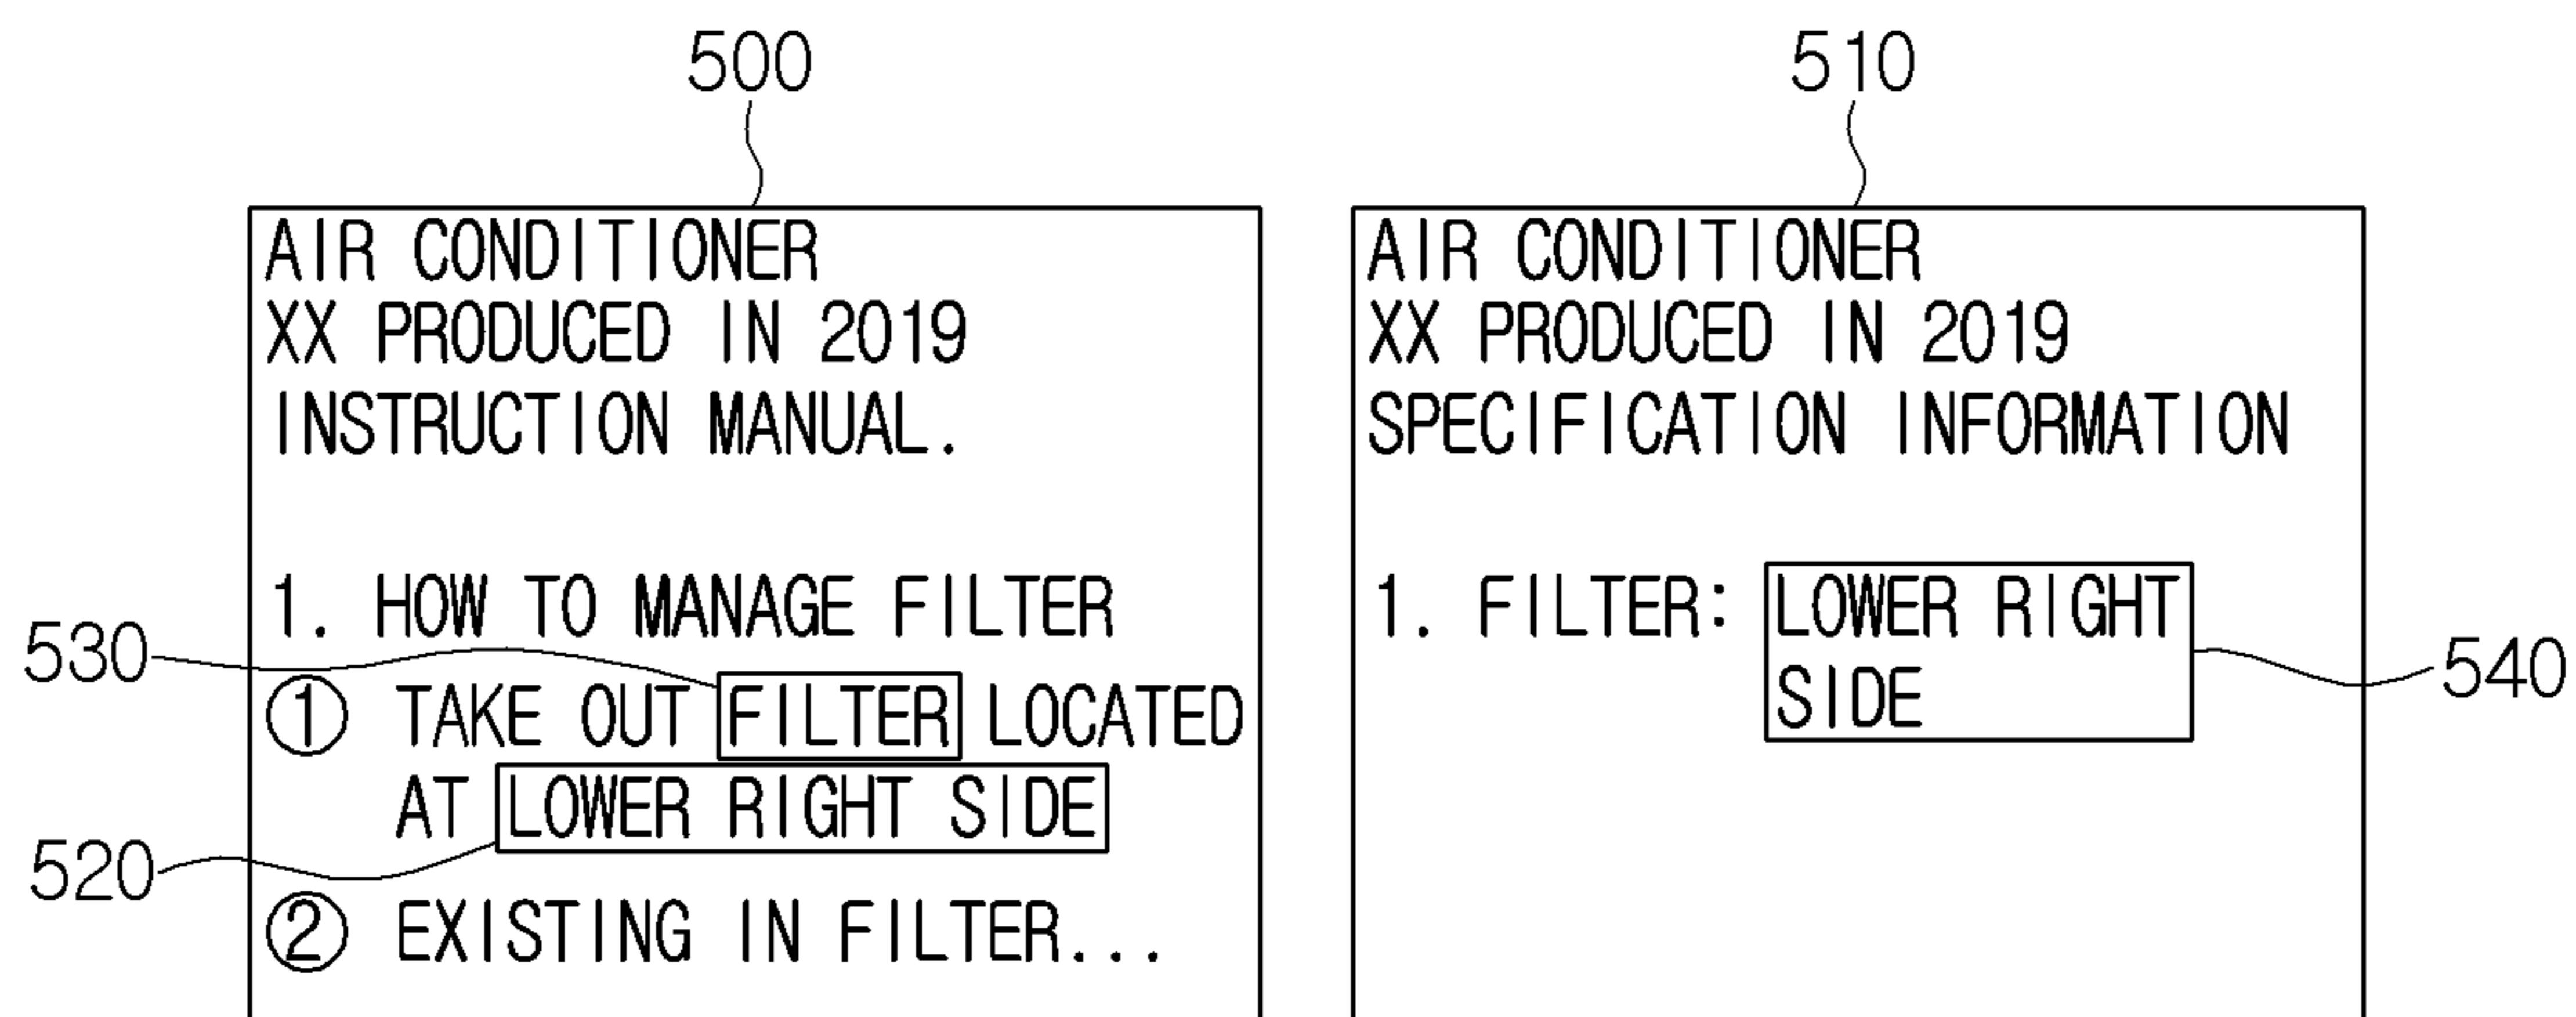 500
AIR CONDITIONER
XX PRODUCED IN 2019
INSTRUCTION MANUAL.
1. HOW TO MANAGE FILTER
530
① TAKE OUT FILTER LOCATED
AT LOWER RIGHT SIDE
520
② EXISTING IN FILTER...
510
AIR CONDITIONER
XX PRODUCED IN 2019
SPECIFICATION INFORMATION
1. FILTER: LOWER RIGHT
SIDE
540